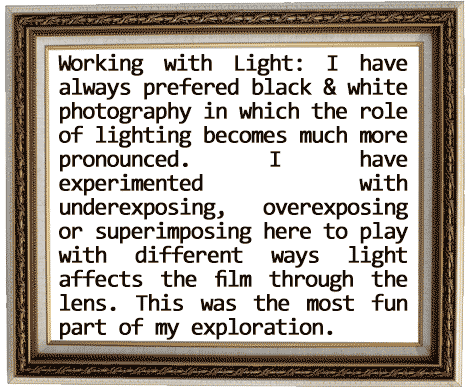 Working with Light: I have
always prefered black & white
photography in which the role
of lighting becomes much more
pronounced. I have
experimented with
underexposing, overexposing
or superimposing here to play
with different ways light
affects the film through the
lens. This was the most fun
part of my exploration.